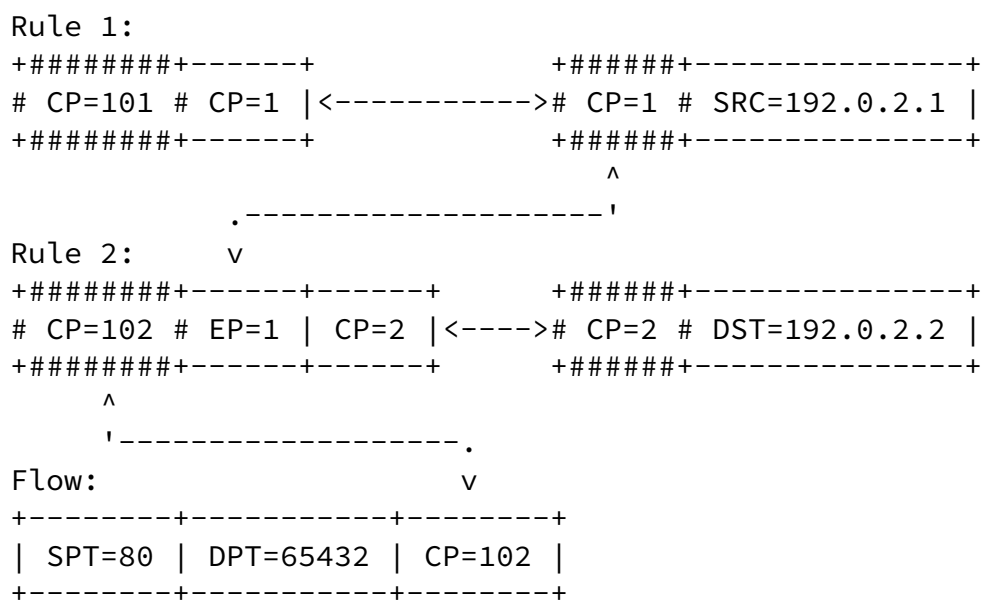 Rule 1:
+########+------+             +######+---------------+
# CP=101 # CP=1 |<-----------># CP=1 # SRC=192.0.2.1 |
+########+------+             +######+---------------+
                                 ^
            .--------------------'
Rule 2:     v
+########+------+------+      +######+---------------+
# CP=102 # EP=1 | CP=2 |<----># CP=2 # DST=192.0.2.2 |
+########+------+------+      +######+---------------+
     ^
     '-------------------.
Flow:                    v
+--------+-----------+--------+
| SPT=80 | DPT=65432 | CP=102 |
+--------+-----------+--------+